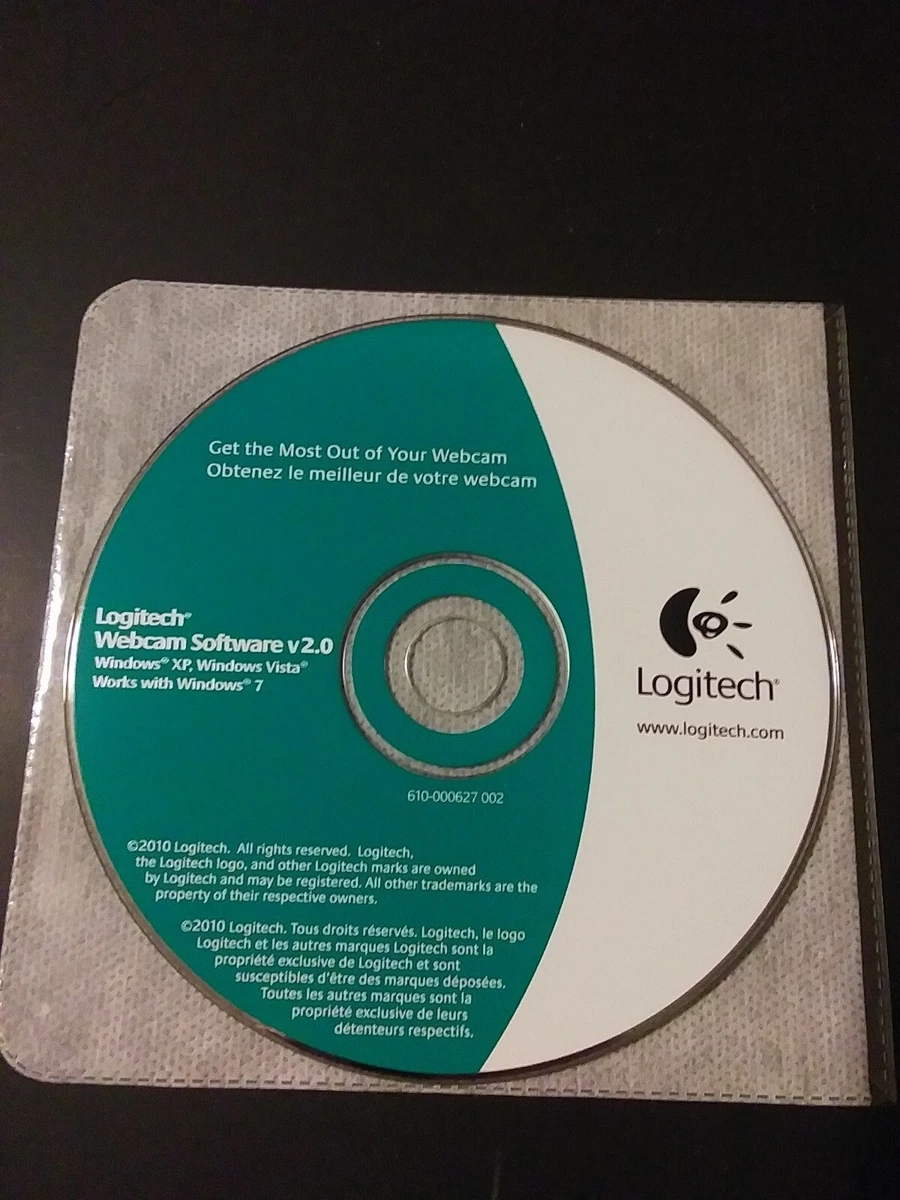 Get the Most Out of Your Webcam
Obtenez le meilleur de votre webcam
Logitech®
Webcam Software v2.0
Windows® XP, Windows Vista®
Works with Windows® 7
Logitech®
www.logitech.com
610-000627 002
©2010 Logitech. All rights reserved. Logitech,
the Logitech logo, and other Logitech marks are owned
by Logitech and may be registered. All other trademarks are the
property of their respective owners.
©2010 Logitech. Tous droits réservés. Logitech, le logo
Logitech et les autres marques Logitech sont la
propriété exclusive de Logitech et sont
susceptibles d'être des marques déposées.
Toutes les autres marques sont la
propriété exclusive de leurs
détenteurs respectifs.